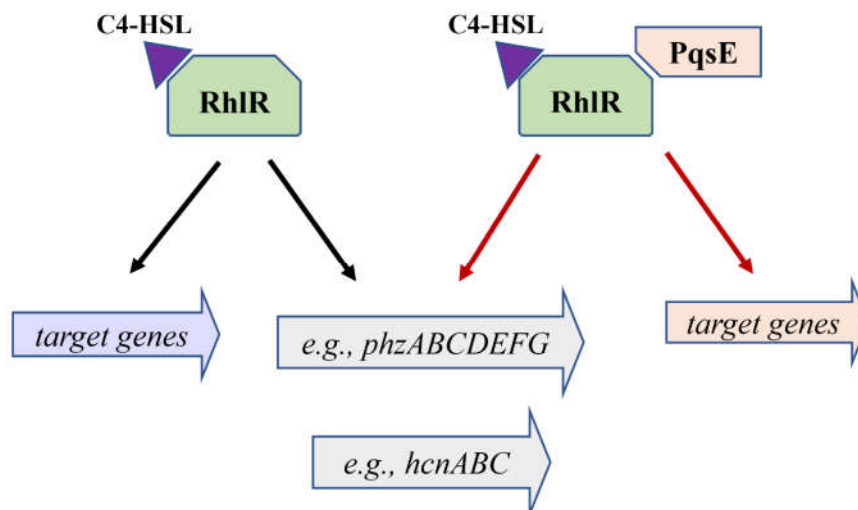 C4-HSL
RhlR
C4-HSL
RhlR
PqsE
target genes
e.g., phzABCDEFG
target genes
e.g., hcnABC